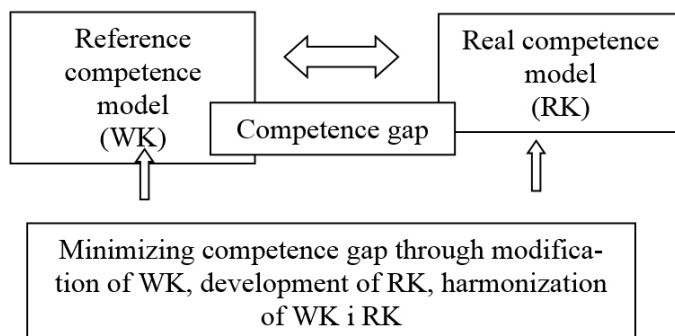 Reference
competence
model
(WK)
Real competence
model
(RK)
Competence gap
Minimizing competence gap through modifica-
tion of WK, development of RK, harmonization
of WK i RK